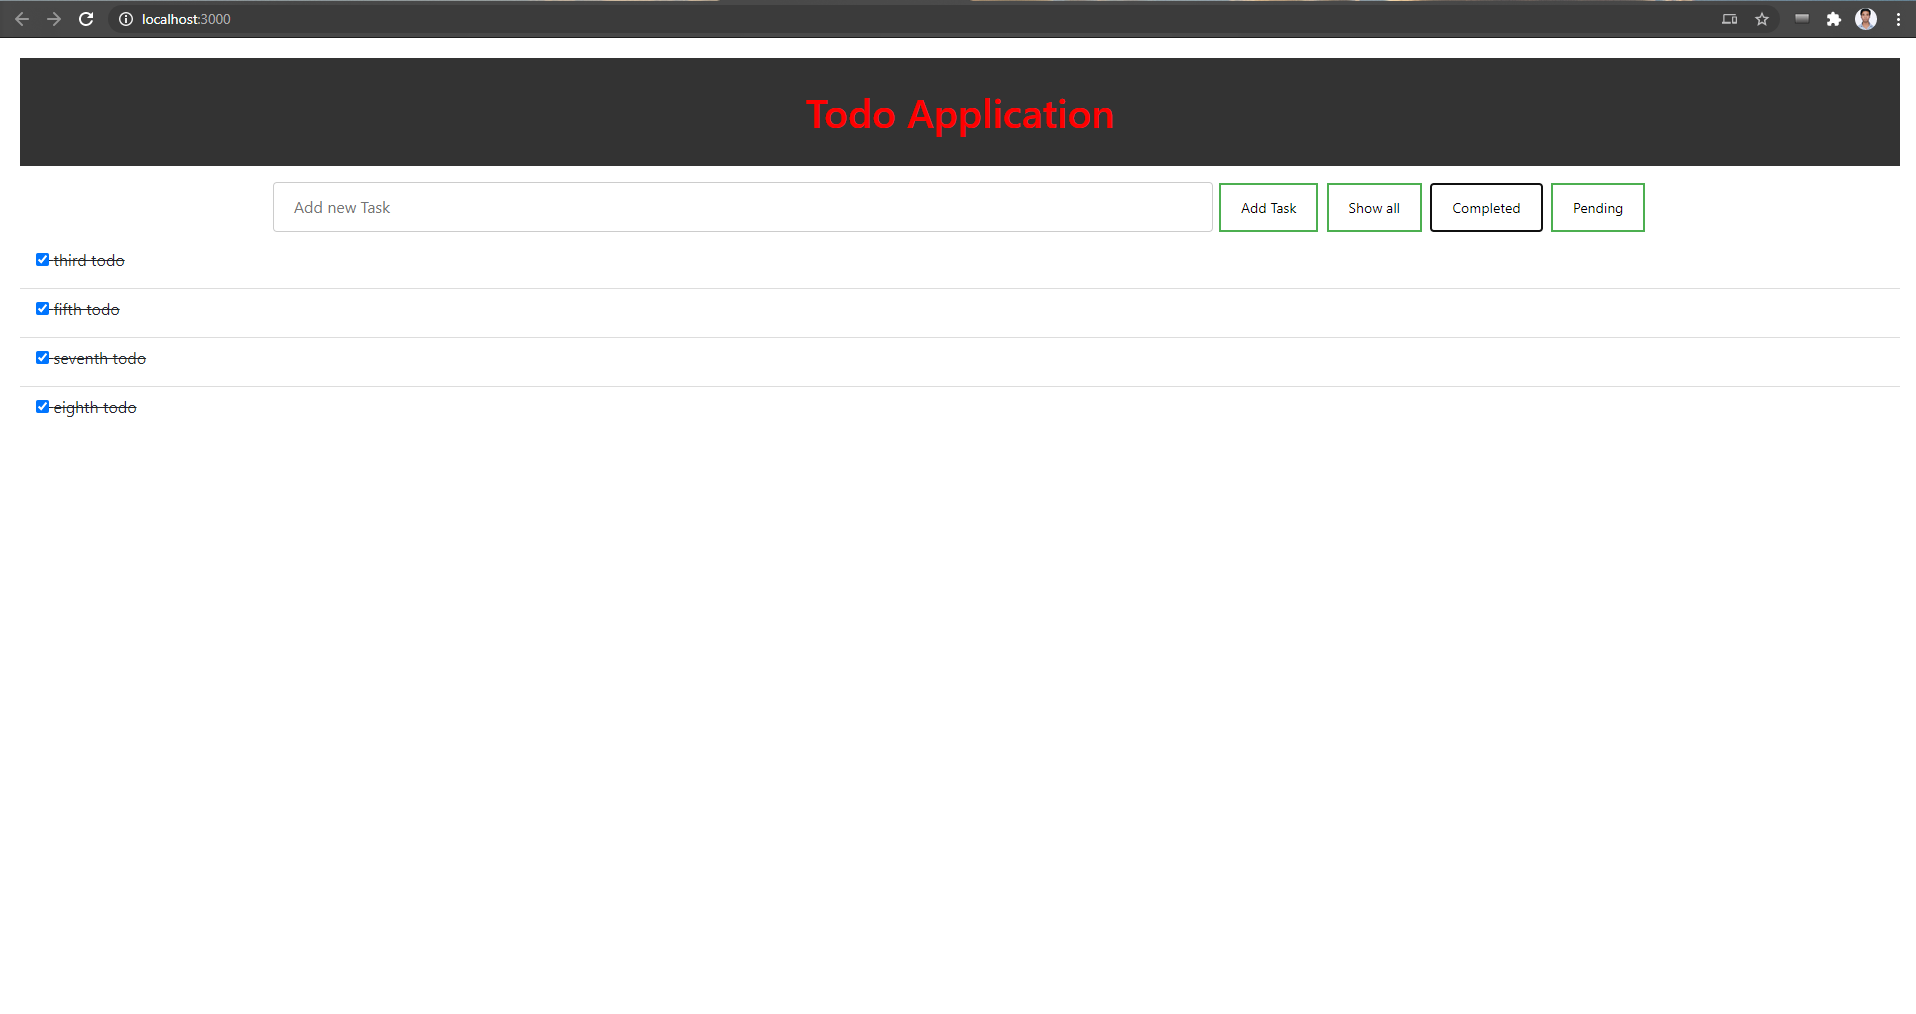 localhost:3000
Todo Application
Add new Task Add Task Show all Completed Pending
third todo
fifth todo
seventh todo
eighth todo